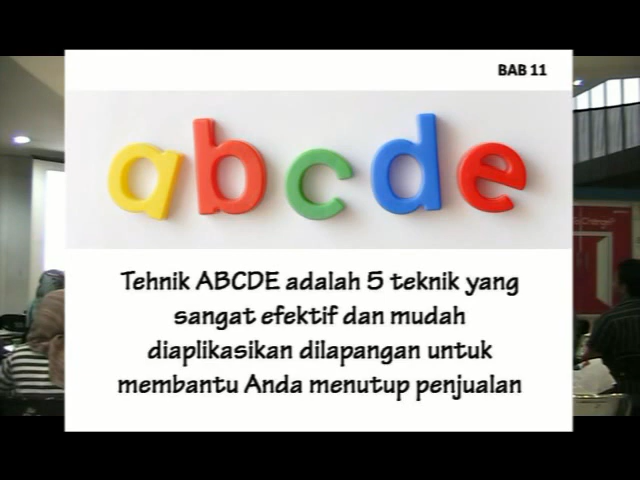 BAB 11
abcde
Tehnik ABCDE adalah 5 teknik yang
sangat efektif dan mudah
diaplikasikan dilapangan untuk
membantu Anda menutup penjualan